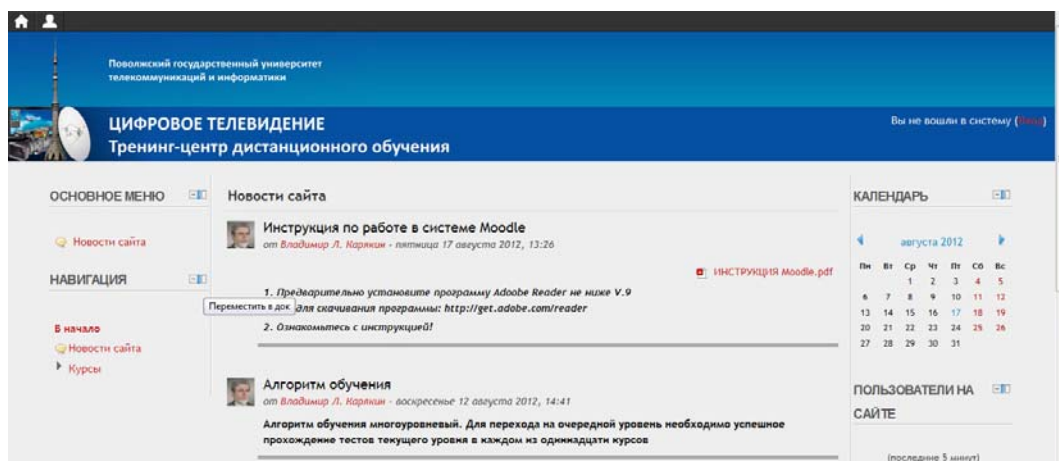 Поволжский государственный университет
телекоммуникаций и информатики
ЦИФРОВОЕ ТЕЛЕВИДЕНИЕ
Тренинг-центр дистанционного обучения
Вы не вошли в систему (Вход)
ОСНОВНОЕ МЕНЮ
Новости сайта
НАВИГАЦИЯ
Переместить в док
В начало
Новости сайта
Курсы
Новости сайта
Инструкция по работе в системе Moodle
от Владимир Л. Карякин - пятница 17 августа 2012, 13:26
ИНСТРУКЦИЯ Moodle.pdf
1. Предварительно установите программу Adobe Reader не ниже V.9
для скачивания программы: http://get.adobe.com/reader
2. Ознакомьтесь с инструкцией!
Алгоритм обучения
от Владимир Л. Карякин - воскресенье 12 августа 2012, 14:41
Алгоритм обучения многоуровневый. Для перехода на очередной уровень необходимо успешное
прохождение тестов текущего уровня в каждом из одиннадцати курсов
КАЛЕНДАРЬ
августа 2012
Пн Вт Ср Чт Пт Сб Вс
1 2 3 4 5
6 7 8 9 10 11 12
13 14 15 16 17 18 19
20 21 22 23 24 25 26
27 28 29 30 31
ПОЛЬЗОВАТЕЛИ НА
САЙТЕ
(последние 5 минут)